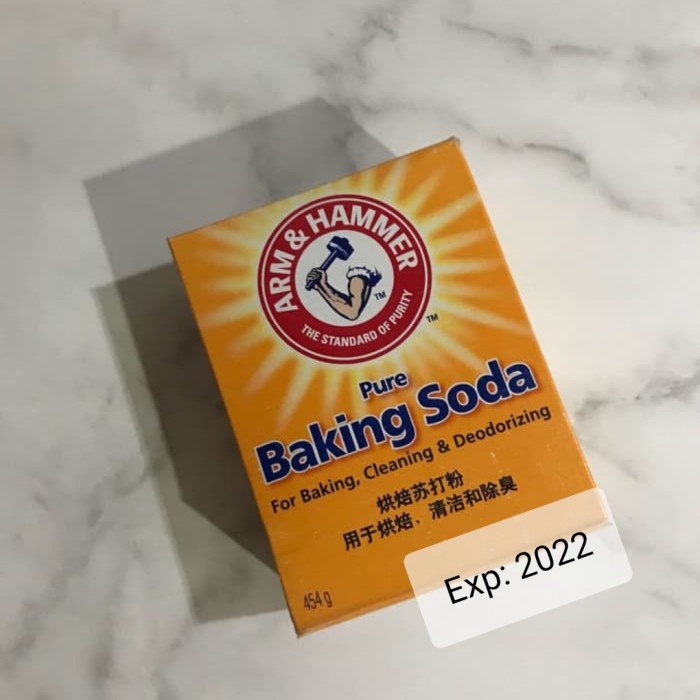 ARM & HAMMER
TM
THE STANDARD OF PURITY
TM
Pure
Baking Soda
For Baking, Cleaning & Deodorizing
烘焙苏打粉
用于烘焙、清洁和除臭
454 g
Exp: 2022